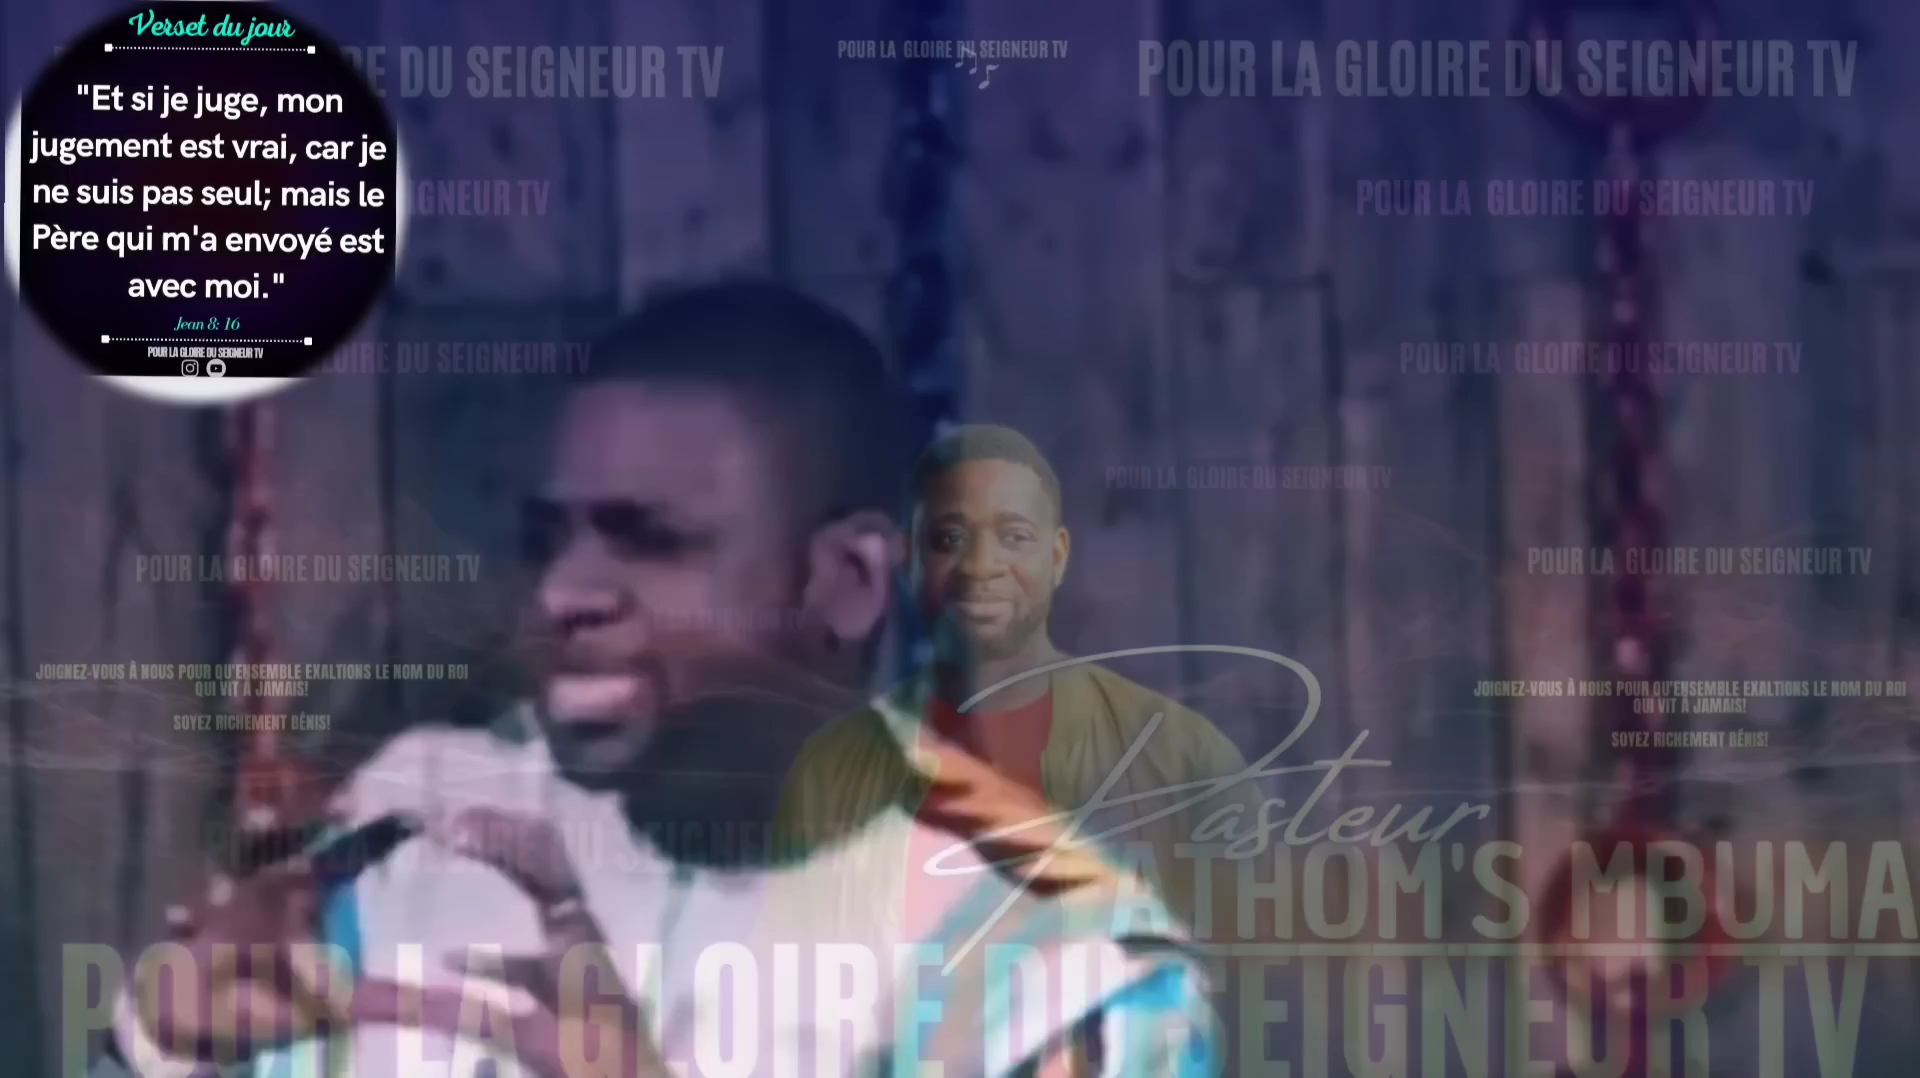 Verset du jour
"Et si je juge, mon
jugement est vrai, car je
ne suis pas seul; mais le
Père qui m'a envoyé est
avec moi."
Jean 8: 16
POUR LA GLOIRE DU SEIGNEUR TV
DU SEIGNEUR TV
POUR LA GLOIRE DU SEIGNEUR TV
POUR LA GLOIRE DU SEIGNEUR TV
POUR LA GLOIRE DU SEIGNEUR TV
DU SEIGNEUR TV
POUR LA GLOIRE DU SEIGNEUR TV
POUR LA GLOIRE DU SEIGNEUR TV
POUR LA GLOIRE DU SEIGNEUR TV
POUR LA GLOIRE DU SEIGNEUR TV
JOIGNEZ-VOUS À NOUS POUR QU'ENSEMBLE EXALTIONS LE NOM DU ROI
QUI VIT À JAMAIS!
SOYEZ RICHEMENT BÉNIS!
JOIGNEZ-VOUS À NOUS POUR QU'ENSEMBLE EXALTIONS LE NOM DU ROI
QUI VIT À JAMAIS!
SOYEZ RICHEMENT BÉNIS!
Pasteur
ATHOM'S MBUMA
POUR LA GLOIRE DU SEIGNEUR TV